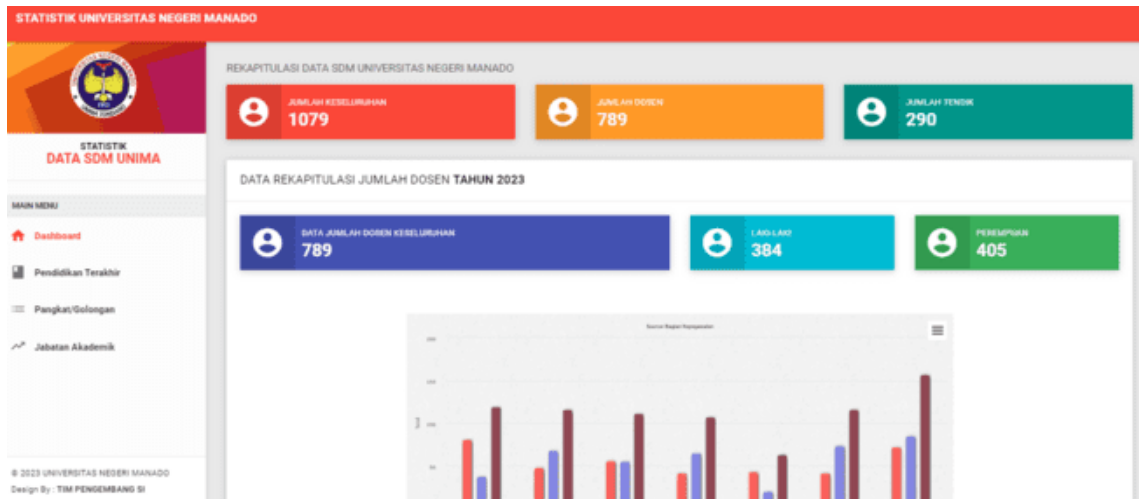 STATISTIK UNIVERSITAS NEGERI MANADO
STATISTIK
DATA SDM UNIMA
MAIN MENU
Dashboard
Pendidikan Terakhir
Pangkat/Golongan
Jabatan Akademik
© 2023 UNIVERSITAS NEGERI MANADO
Design By : TIM PENGEMBANG SI
REKAPITULASI DATA SDM UNIVERSITAS NEGERI MANADO
JUMLAH KESELURUHAN
1079
JUMLAH DOSEN
789
JUMLAH TENDIK
290
DATA REKAPITULASI JUMLAH DOSEN TAHUN 2023
DATA JUMLAH DOSEN KESELURUHAN
789
LAKI-LAKI
384
PEREMPUAN
405
Source: Bagian Kepegawaian